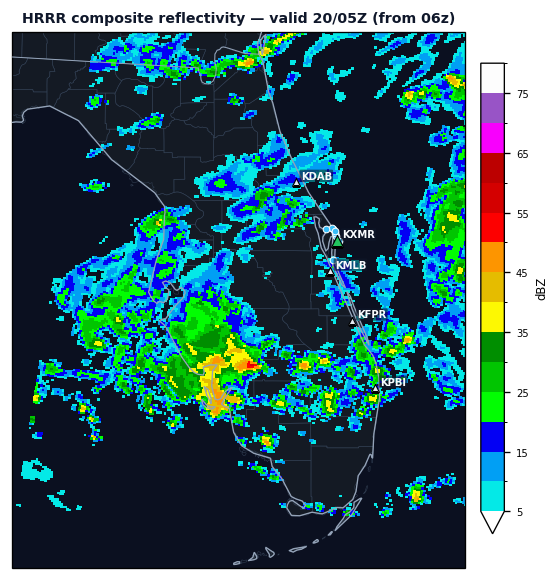 HRRR composite reflectivity — valid 20/05Z (from 06z)
KDAB
KXMR
KMLB
KFPR
KPBI
75
65
55
45
35
25
15
5
dBZ